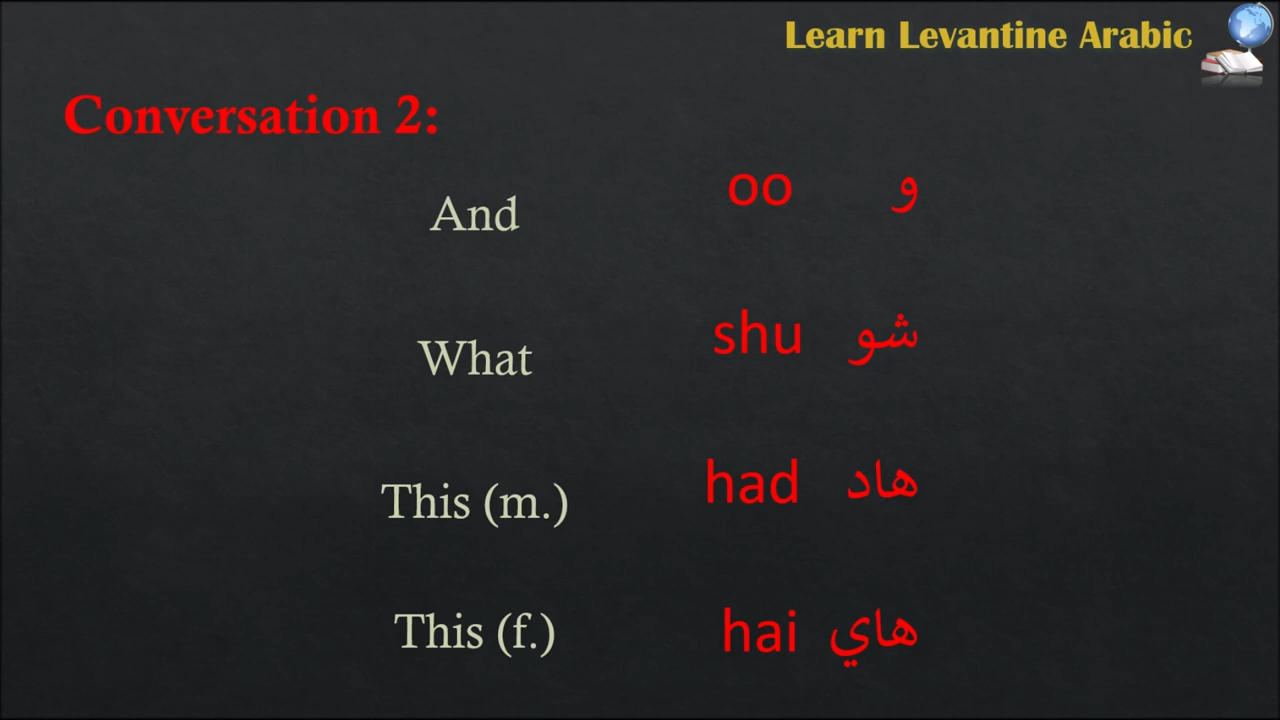 Learn Levantine Arabic
Conversation 2:
And oo و
What shu شو
This (m.) had هاد
This (f.) hai هاي